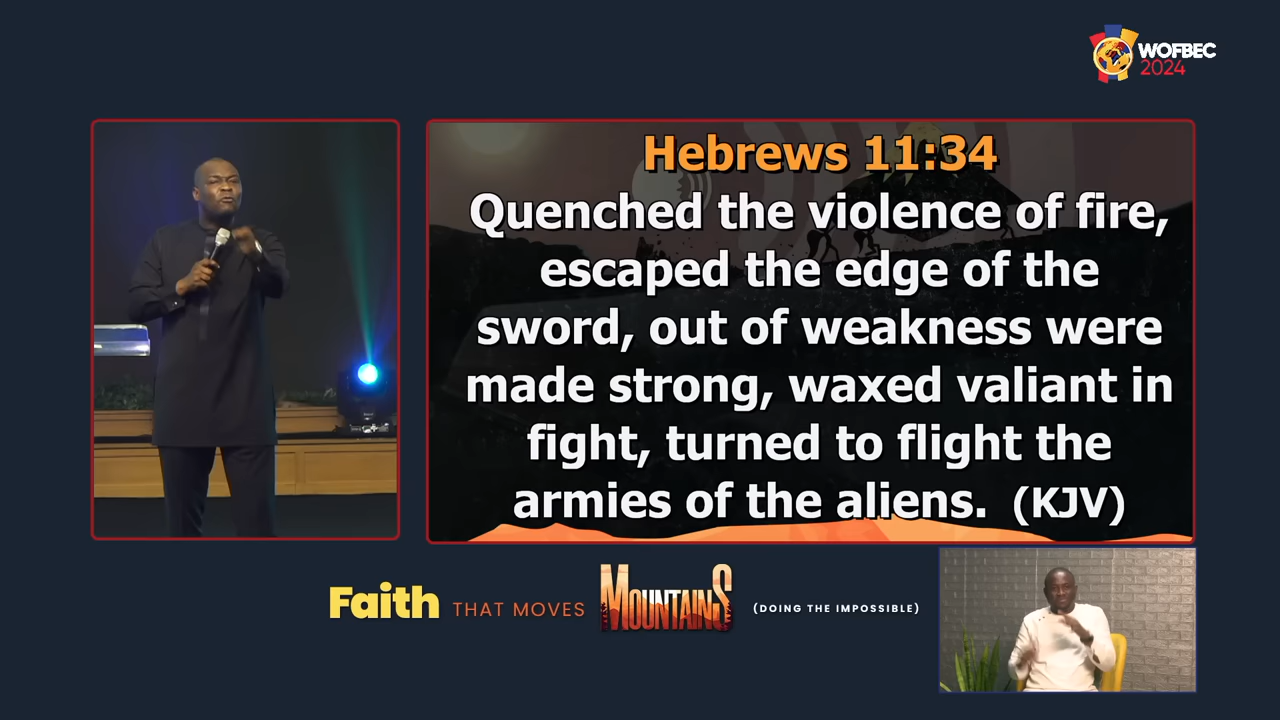 WOFBEC
2024
Hebrews 11:34
Quenched the violence of fire,
escaped the edge of the
sword, out of weakness were
made strong, waxed valiant in
fight, turned to flight the
armies of the aliens. (KJV)
Faith THAT MOVES MOUNTAINS (DOING THE IMPOSSIBLE)